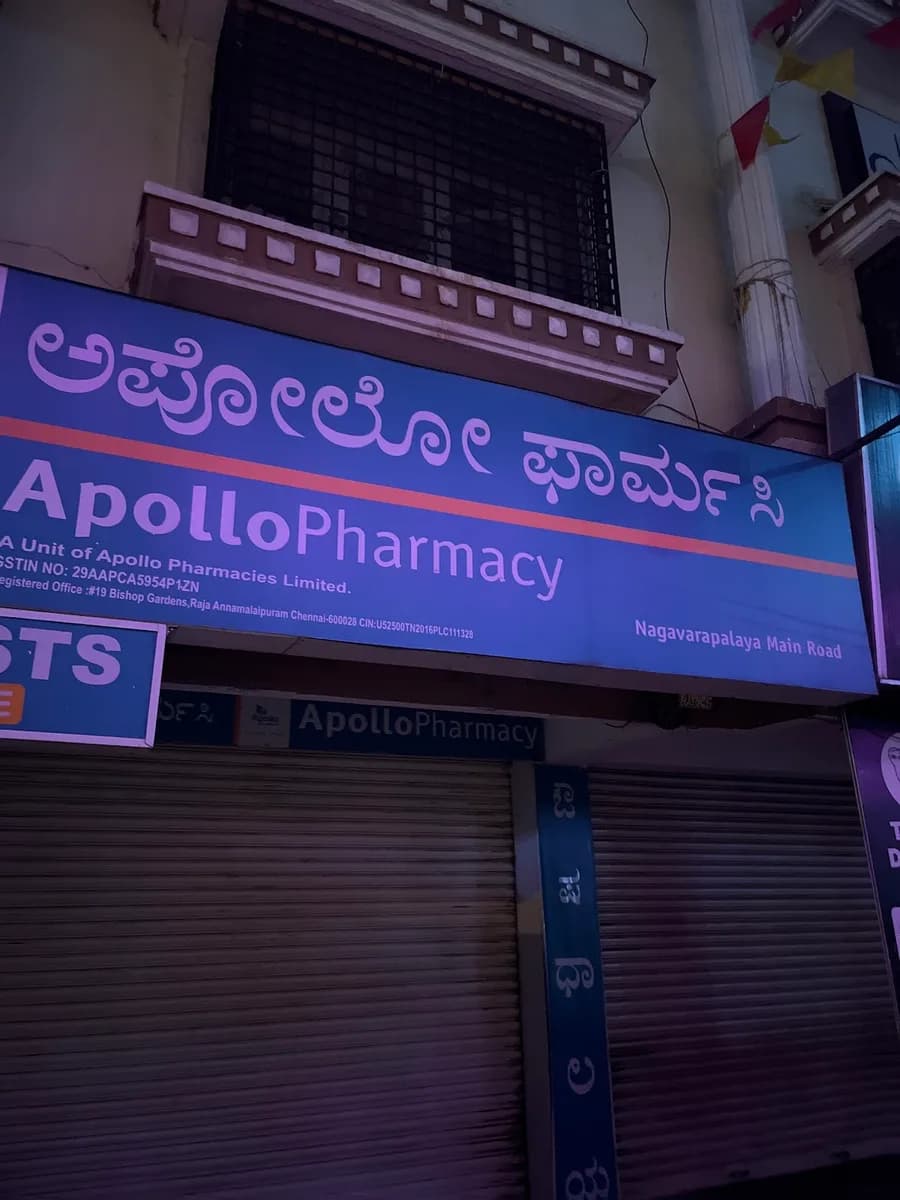 ಅಪೋಲೋ ಫಾರ್ಮಸಿ
ApolloPharmacy
A Unit of Apollo Pharmacies Limited.
GSTIN NO: 29AAPCA5954P1ZN
Registered Office :#19 Bishop Gardens,Raja Annamalaipuram Chennai-600028 CIN:U52500TN2016PLC111328
Nagavarapalaya Main Road
STS
E
ರ್ಮಸಿ
ApolloPharmacy
ಔ
ಷ
ಧಾ
ಲ
ಯ